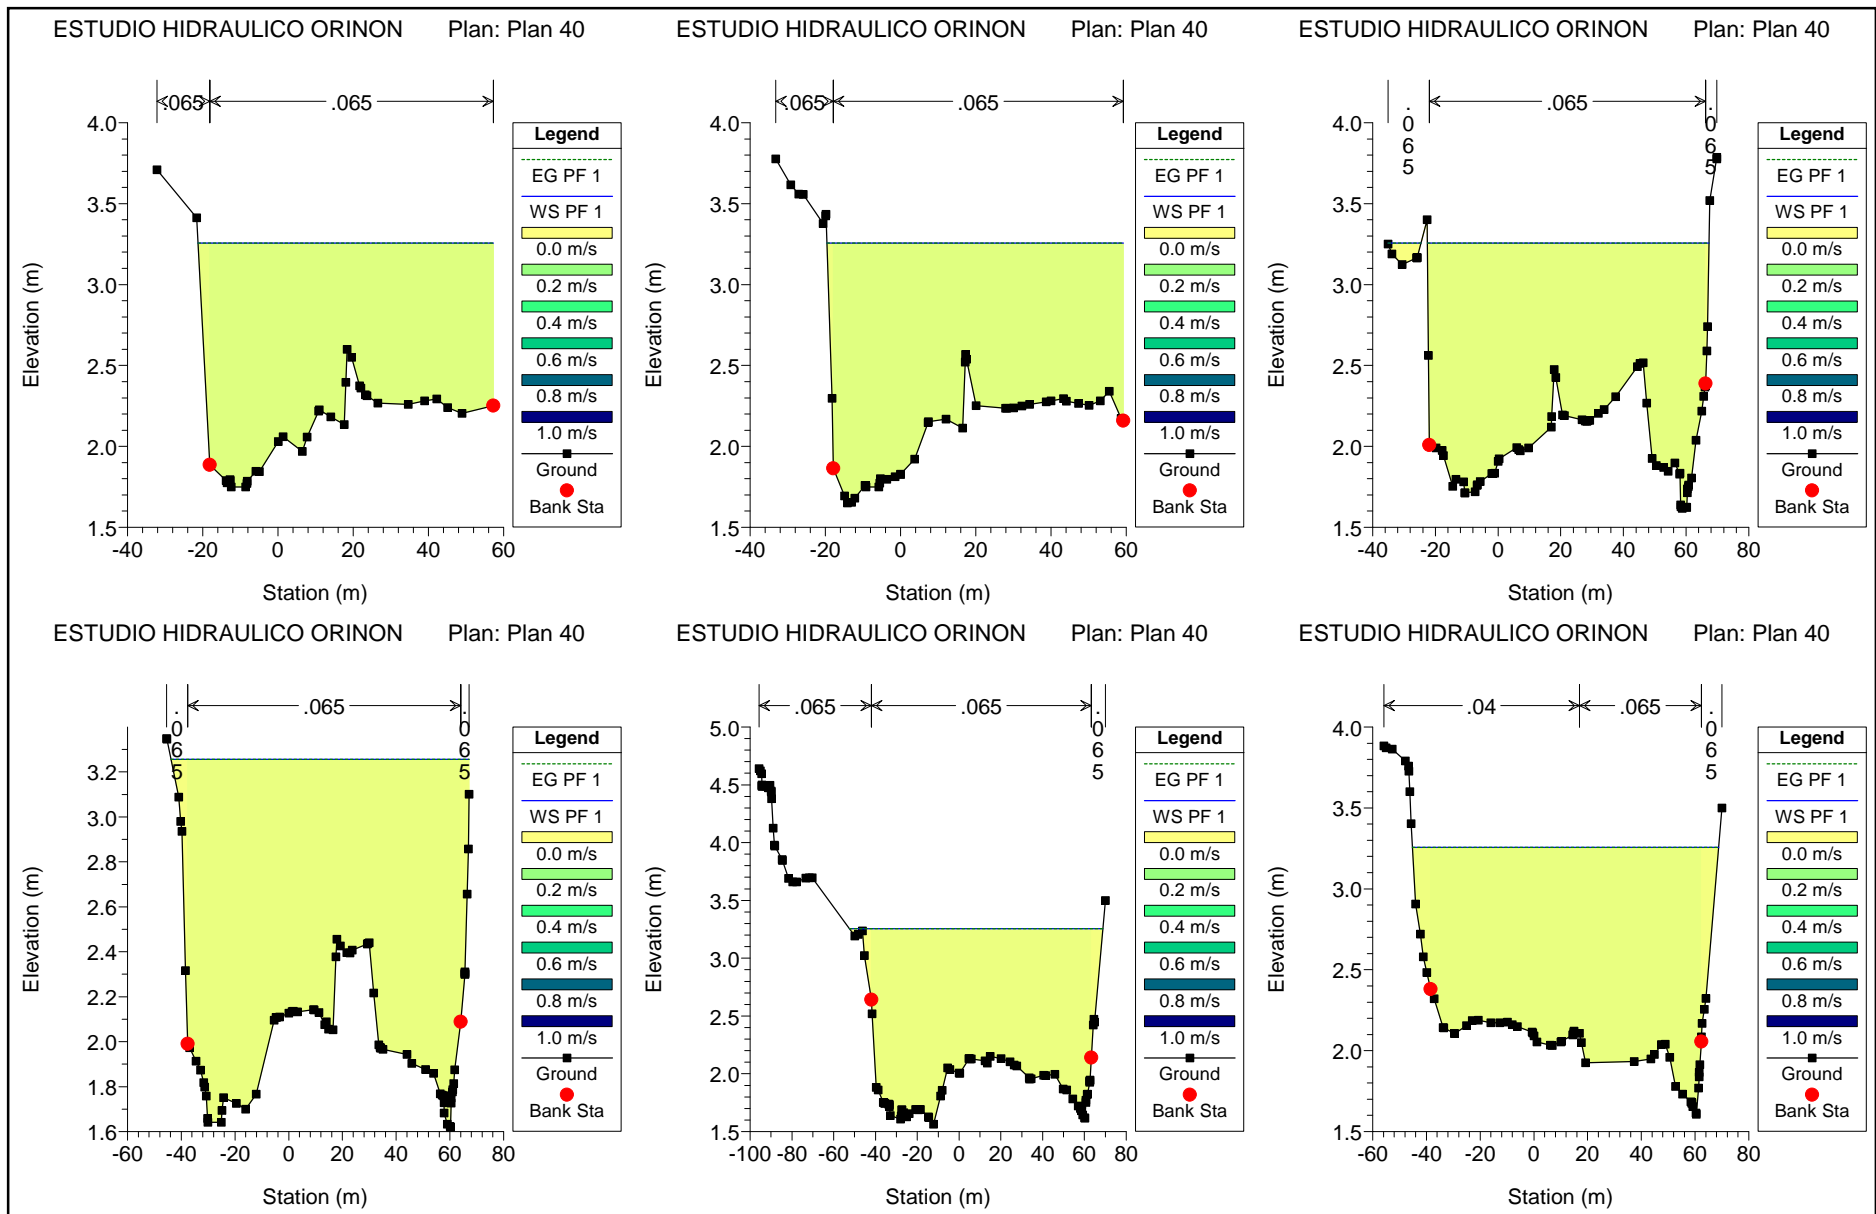 ESTUDIO HIDRAULICO ORINON Plan: Plan 40
.065 .065
4.0
3.5
3.0
2.5
2.0
1.5
Elevation (m)
-40 -20 0 20 40 60
Station (m)
Legend
EG PF 1
WS PF 1
0.0 m/s
0.2 m/s
0.4 m/s
0.6 m/s
0.8 m/s
1.0 m/s
Ground
Bank Sta
ESTUDIO HIDRAULICO ORINON Plan: Plan 40
.065 .065
4.0
3.5
3.0
2.5
2.0
1.5
Elevation (m)
-40 -20 0 20 40 60
Station (m)
Legend
EG PF 1
WS PF 1
0.0 m/s
0.2 m/s
0.4 m/s
0.6 m/s
0.8 m/s
1.0 m/s
Ground
Bank Sta
ESTUDIO HIDRAULICO ORINON Plan: Plan 40
.065 .065 .065
4.0
3.5
3.0
2.5
2.0
1.5
Elevation (m)
-40 -20 0 20 40 60 80
Station (m)
Legend
EG PF 1
WS PF 1
0.0 m/s
0.2 m/s
0.4 m/s
0.6 m/s
0.8 m/s
1.0 m/s
Ground
Bank Sta
ESTUDIO HIDRAULICO ORINON Plan: Plan 40
.065 .065 .065
3.2
3.0
2.8
2.6
2.4
2.2
2.0
1.8
1.6
Elevation (m)
-60 -40 -20 0 20 40 60 80
Station (m)
Legend
EG PF 1
WS PF 1
0.0 m/s
0.2 m/s
0.4 m/s
0.6 m/s
0.8 m/s
1.0 m/s
Ground
Bank Sta
ESTUDIO HIDRAULICO ORINON Plan: Plan 40
.065 .065 .065
5.0
4.5
4.0
3.5
3.0
2.5
2.0
1.5
Elevation (m)
-100 -80 -60 -40 -20 0 20 40 60 80
Station (m)
Legend
EG PF 1
WS PF 1
0.0 m/s
0.2 m/s
0.4 m/s
0.6 m/s
0.8 m/s
1.0 m/s
Ground
Bank Sta
ESTUDIO HIDRAULICO ORINON Plan: Plan 40
.04 .065 .065
4.0
3.5
3.0
2.5
2.0
1.5
Elevation (m)
-60 -40 -20 0 20 40 60 80
Station (m)
Legend
EG PF 1
WS PF 1
0.0 m/s
0.2 m/s
0.4 m/s
0.6 m/s
0.8 m/s
1.0 m/s
Ground
Bank Sta